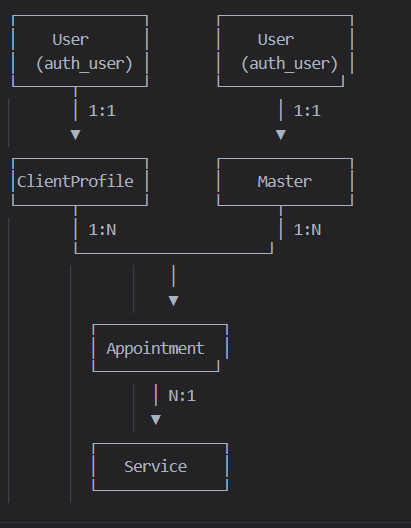 User User
(auth_user) (auth_user)
1:1 1:1
ClientProfile Master
1:N 1:N
Appointment
N:1
Service